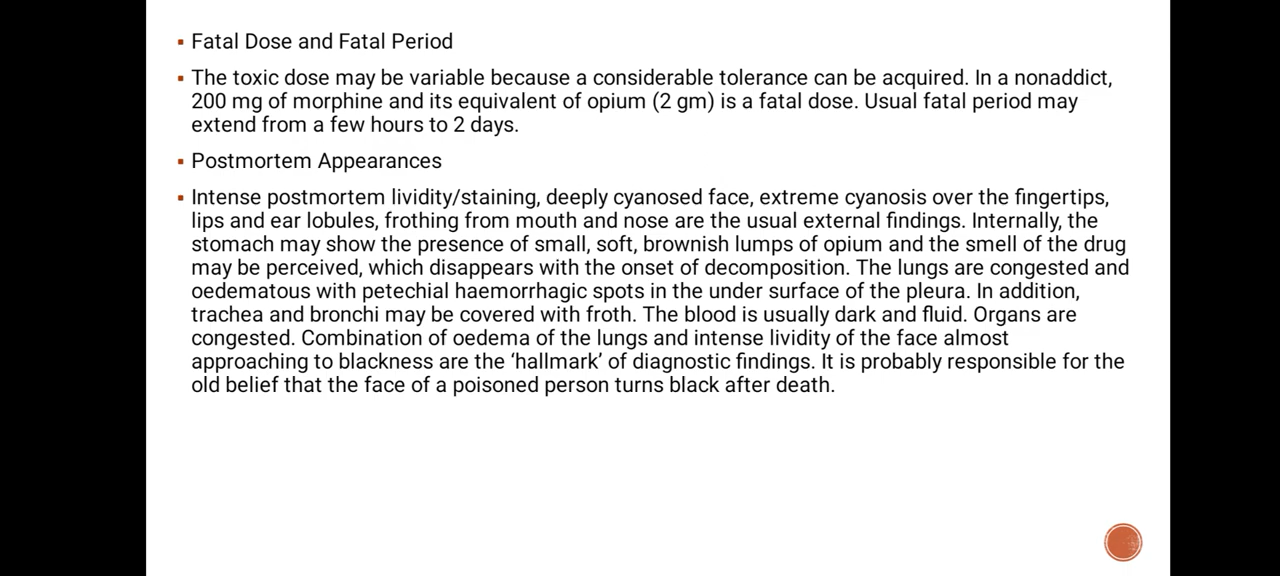 Fatal Dose and Fatal Period
The toxic dose may be variable because a considerable tolerance can be acquired. In a nonaddict,
200 mg of morphine and its equivalent of opium (2 gm) is a fatal dose. Usual fatal period may
extend from a few hours to 2 days.
Postmortem Appearances
Intense postmortem lividity/staining, deeply cyanosed face, extreme cyanosis over the fingertips,
lips and ear lobules, frothing from mouth and nose are the usual external findings. Internally, the
stomach may show the presence of small, soft, brownish lumps of opium and the smell of the drug
may be perceived, which disappears with the onset of decomposition. The lungs are congested and
oedematous with petechial haemorrhagic spots in the under surface of the pleura. In addition,
trachea and bronchi may be covered with froth. The blood is usually dark and fluid. Organs are
congested. Combination of oedema of the lungs and intense lividity of the face almost
approaching to blackness are the ‘hallmark’ of diagnostic findings. It is probably responsible for the
old belief that the face of a poisoned person turns black after death.